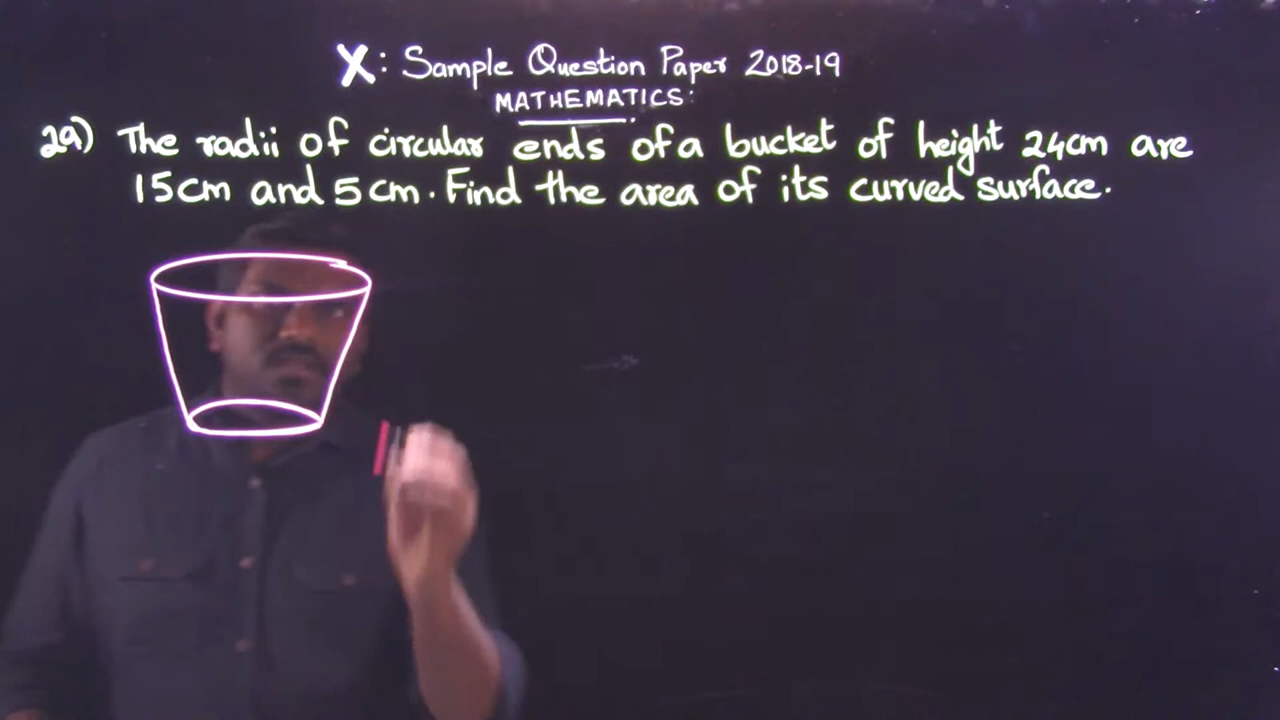 X: Sample Question Paper 2018-19
MATHEMATICS:
29) The radii of circular ends of a bucket of height 24cm are
15cm and 5cm. Find the area of its curved surface.